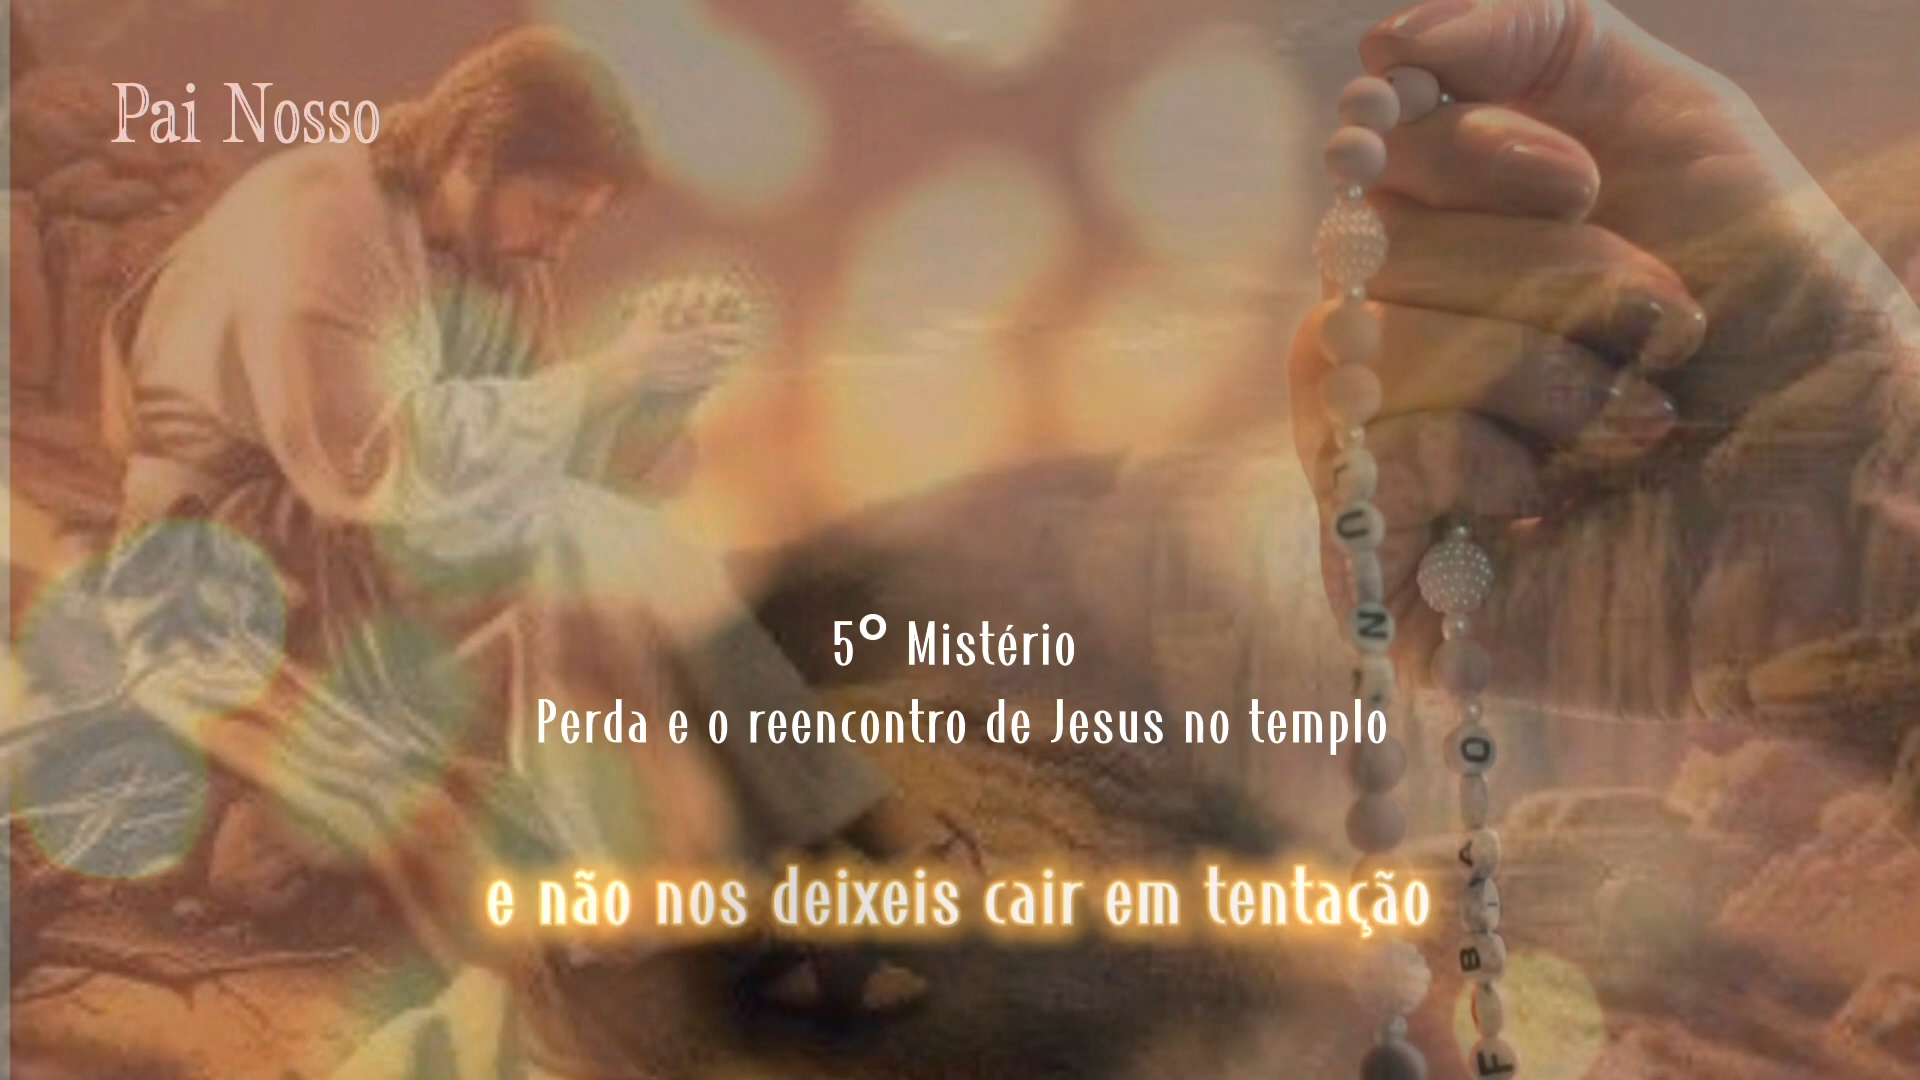 Pai Nosso
5º Mistério
Perda e o reencontro de Jesus no templo
e não nos deixeis cair em tentação